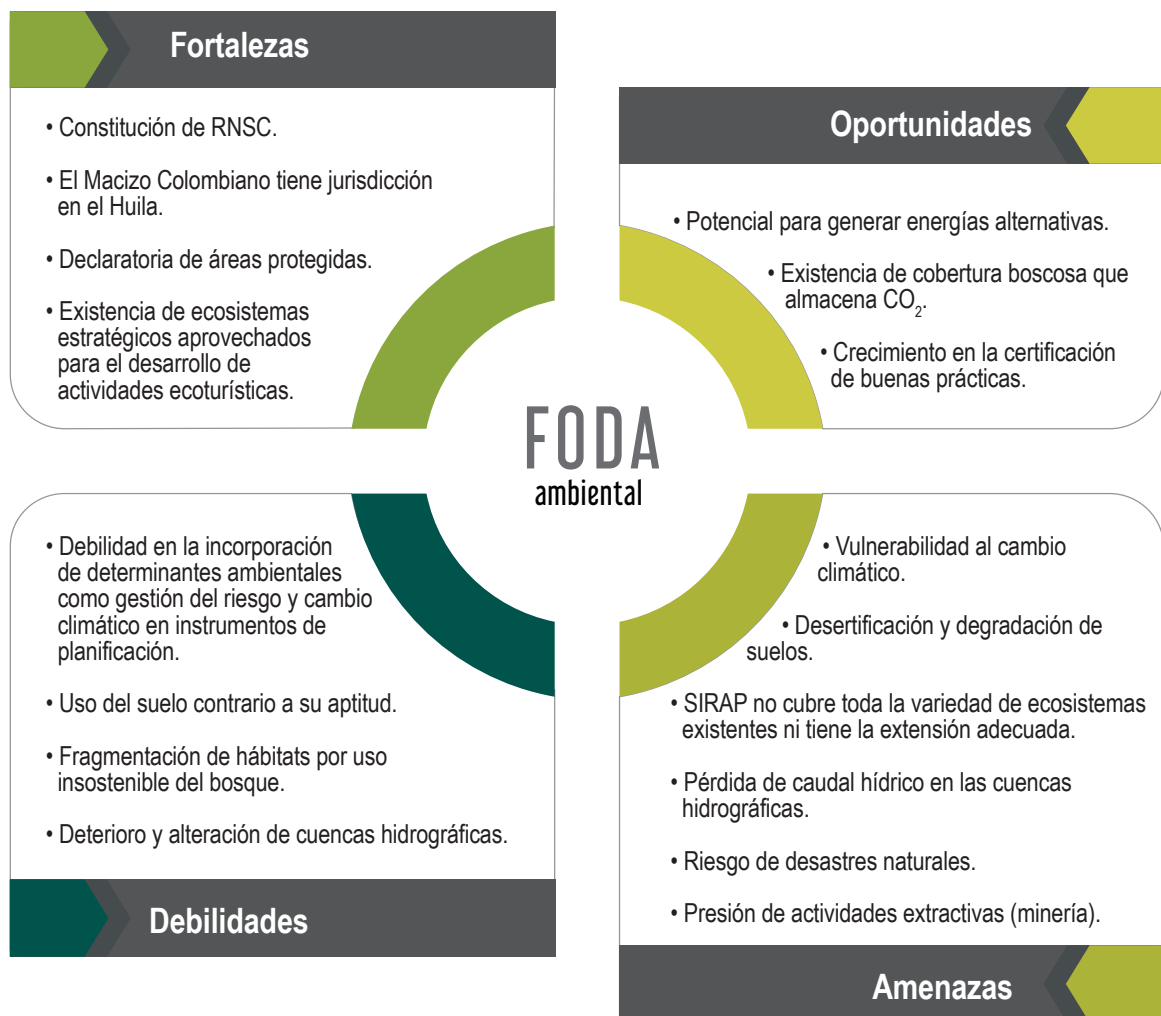 Fortalezas
• Constitución de RNSC.
• El Macizo Colombiano tiene jurisdicción
en el Huila.
• Declaratoria de áreas protegidas.
• Existencia de ecosistemas
estratégicos aprovechados
para el desarrollo de
actividades ecoturísticas.
Oportunidades
• Potencial para generar energías alternativas.
• Existencia de cobertura boscosa que
almacena CO₂.
• Crecimiento en la certificación
de buenas prácticas.
FODA
ambiental
• Debilidad en la incorporación
de determinantes ambientales
como gestión del riesgo y cambio
climático en instrumentos de
planificación.
• Uso del suelo contrario a su aptitud.
• Fragmentación de hábitats por uso
insostenible del bosque.
• Deterioro y alteración de cuencas hidrográficas.
Debilidades
• Vulnerabilidad al cambio
climático.
• Desertificación y degradación de
suelos.
• SIRAP no cubre toda la variedad de ecosistemas
existentes ni tiene la extensión adecuada.
• Pérdida de caudal hídrico en las cuencas
hidrográficas.
• Riesgo de desastres naturales.
• Presión de actividades extractivas (minería).
Amenazas